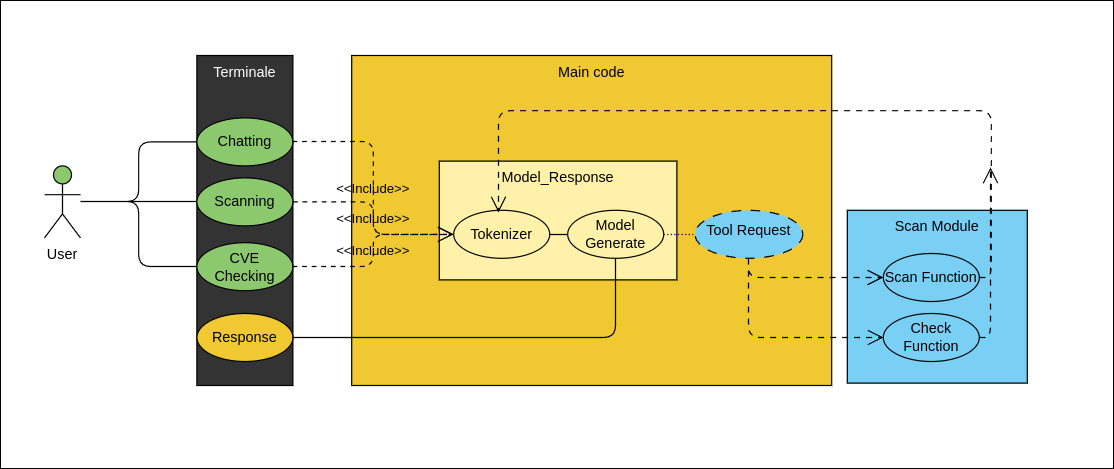 Terminale
Main code
Chatting
Model_Response
<<Include>>
Scanning
<<Include>>
Tokenizer
Model
Generate
Tool Request
Scan Module
User
<<Include>>
CVE
Checking
Scan Function
Response
Check
Function